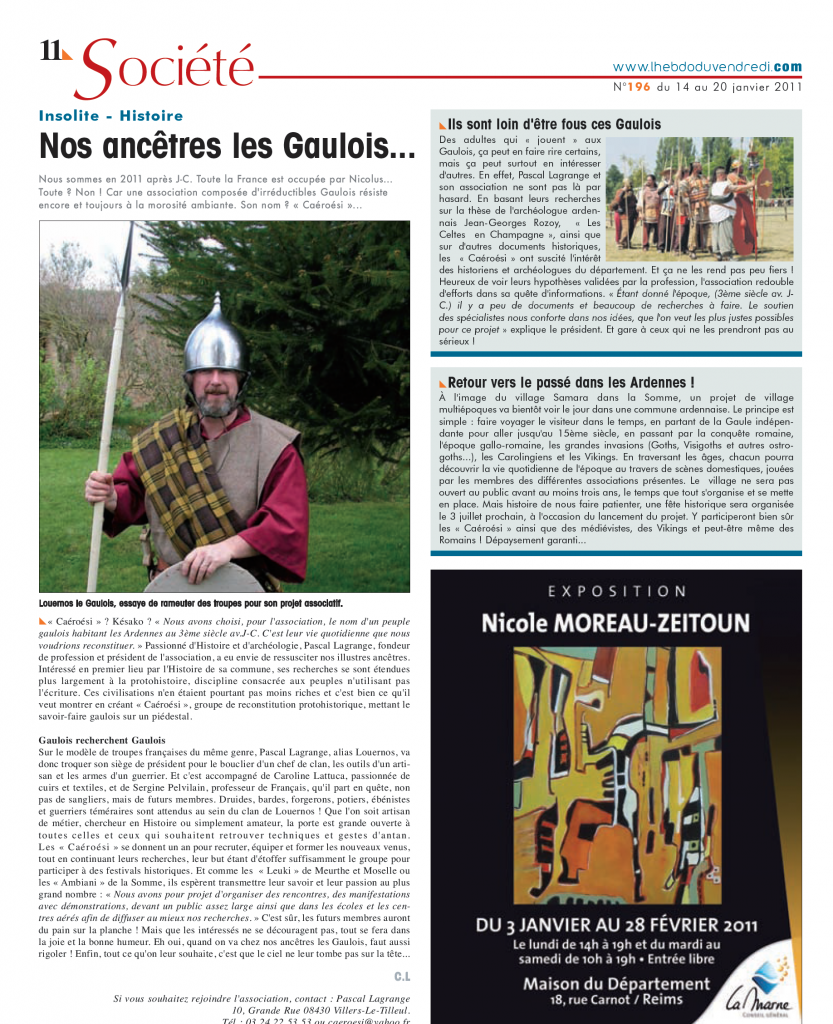 11
Société
www.lhebdoduvendredi.com
N°196 du 14 au 20 janvier 2011
Insolite - Histoire
Nos ancêtres les Gaulois...
Nous sommes en 2011 après J-C. Toute la France est occupée par Nicolus...
Toute ? Non ! Car une association composée d'irréductibles Gaulois résiste
encore et toujours à la morosité ambiante. Son nom ? « Caéroési »...
Louernos le Gaulois, essaye de rameuter des troupes pour son projet associatif.
« Caéroési » ? Késako ? « Nous avons choisi, pour l'association, le nom d'un peuple
gaulois habitant les Ardennes au 3ème siècle av.J-C. C'est leur vie quotidienne que nous
voudrions reconstituer. » Passionné d'Histoire et d'archéologie, Pascal Lagrange, fondeur
de profession et président de l'association, a eu envie de ressusciter nos illustres ancêtres.
Intéressé en premier lieu par l'Histoire de sa commune, ses recherches se sont étendues
plus largement à la protohistoire, discipline consacrée aux peuples n'utilisant pas
l'écriture. Ces civilisations n'en étaient pourtant pas moins riches et c'est bien ce qu'il
veut montrer en créant « Caéroési », groupe de reconstitution protohistorique, mettant le
savoir-faire gaulois sur un piédestal.
Gaulois recherchent Gaulois
Sur le modèle de troupes françaises du même genre, Pascal Lagrange, alias Louernos, va
donc troquer son siège de président pour le bouclier d'un chef de clan, les outils d'un arti-
san et les armes d'un guerrier. Et c'est accompagné de Caroline Lattuca, passionnée de
cuirs et textiles, et de Sergine Pelvilain, professeur de Français, qu'il part en quête, non
pas de sangliers, mais de futurs membres. Druides, bardes, forgerons, potiers, ébénistes
et guerriers téméraires sont attendus au sein du clan de Louernos ! Que l'on soit artisan
de métier, chercheur en Histoire ou simplement amateur, la porte est grande ouverte à
toutes celles et ceux qui souhaitent retrouver techniques et gestes d'antan.
Les « Caéroési » se donnent un an pour recruter, équiper et former les nouveaux venus,
tout en continuant leurs recherches, leur but étant d'étoffer suffisamment le groupe pour
participer à des festivals historiques. Et comme les « Leuki » de Meurthe et Moselle ou
les « Ambiani » de la Somme, ils espèrent transmettre leur savoir et leur passion au plus
grand nombre : « Nous avons pour projet d'organiser des rencontres, des manifestations
avec démonstrations, devant un public assez large ainsi que dans les écoles et les cen-
tres aérés afin de diffuser au mieux nos recherches. » C'est sûr, les futurs membres auront
du pain sur la planche ! Mais que les intéressés ne se découragent pas, tout se fera dans
la joie et la bonne humeur. Eh oui, quand on va chez nos ancêtres les Gaulois, faut aussi
rigoler ! Enfin, tout ce qu'on leur souhaite, c'est que le ciel ne leur tombe pas sur la tête...
C.L
Si vous souhaitez rejoindre l'association, contact : Pascal Lagrange
10, Grande Rue 08430 Villers-Le-Tilleul.
Tél : 03 24 22 53 53 ou caeroesi@yahoo.fr
Ils sont loin d'être fous ces Gaulois
Des adultes qui « jouent » aux
Gaulois, ça peut en faire rire certains,
mais ça peut surtout en intéresser
d'autres. En effet, Pascal Lagrange et
son association ne sont pas là par
hasard. En basant leurs recherches
sur la thèse de l'archéologue arden-
nais Jean-Georges Rozoy, « Les
Celtes en Champagne », ainsi que
sur d'autres documents historiques,
les « Caéroési » ont suscité l'intérêt
des historiens et archéologues du département. Et ça ne les rend pas peu fiers !
Heureux de voir leurs hypothèses validées par la profession, l'association redouble
d'efforts dans sa quête d'informations. « Étant donné l'époque, (3ème siècle av. J-
C.) il y a peu de documents et beaucoup de recherches à faire. Le soutien
des spécialistes nous conforte dans nos idées, que l'on veut les plus justes possibles
pour ce projet » explique le président. Et gare à ceux qui ne les prendront pas au
sérieux !
Retour vers le passé dans les Ardennes !
À l'image du village Samara dans la Somme, un projet de village
multiépoques va bientôt voir le jour dans une commune ardennaise. Le principe est
simple : faire voyager le visiteur dans le temps, en partant de la Gaule indépen-
dante pour aller jusqu'au 15ème siècle, en passant par la conquête romaine,
l'époque gallo-romaine, les grandes invasions (Goths, Visigoths et autres ostro-
goths...), les Carolingiens et les Vikings. En traversant les âges, chacun pourra
découvrir la vie quotidienne de l'époque au travers de scènes domestiques, jouées
par les membres des différentes associations présentes. Le village ne sera pas
ouvert au public avant au moins trois ans, le temps que tout s'organise et se mette
en place. Mais histoire de nous faire patienter, une fête historique sera organisée
le 3 juillet prochain, à l'occasion du lancement du projet. Y participeront bien sûr
les « Caéroési » ainsi que des médiévistes, des Vikings et peut-être même des
Romains ! Dépaysement garanti...
EXPOSITION
Nicole MOREAU-ZEITOUN
DU 3 JANVIER AU 28 FÉVRIER 2011
Le lundi de 14h à 19h et du mardi au
samedi de 10h à 19h • Entrée libre
Maison du Département
18, rue Carnot / Reims
La Marne
CONSEIL GÉNÉRAL